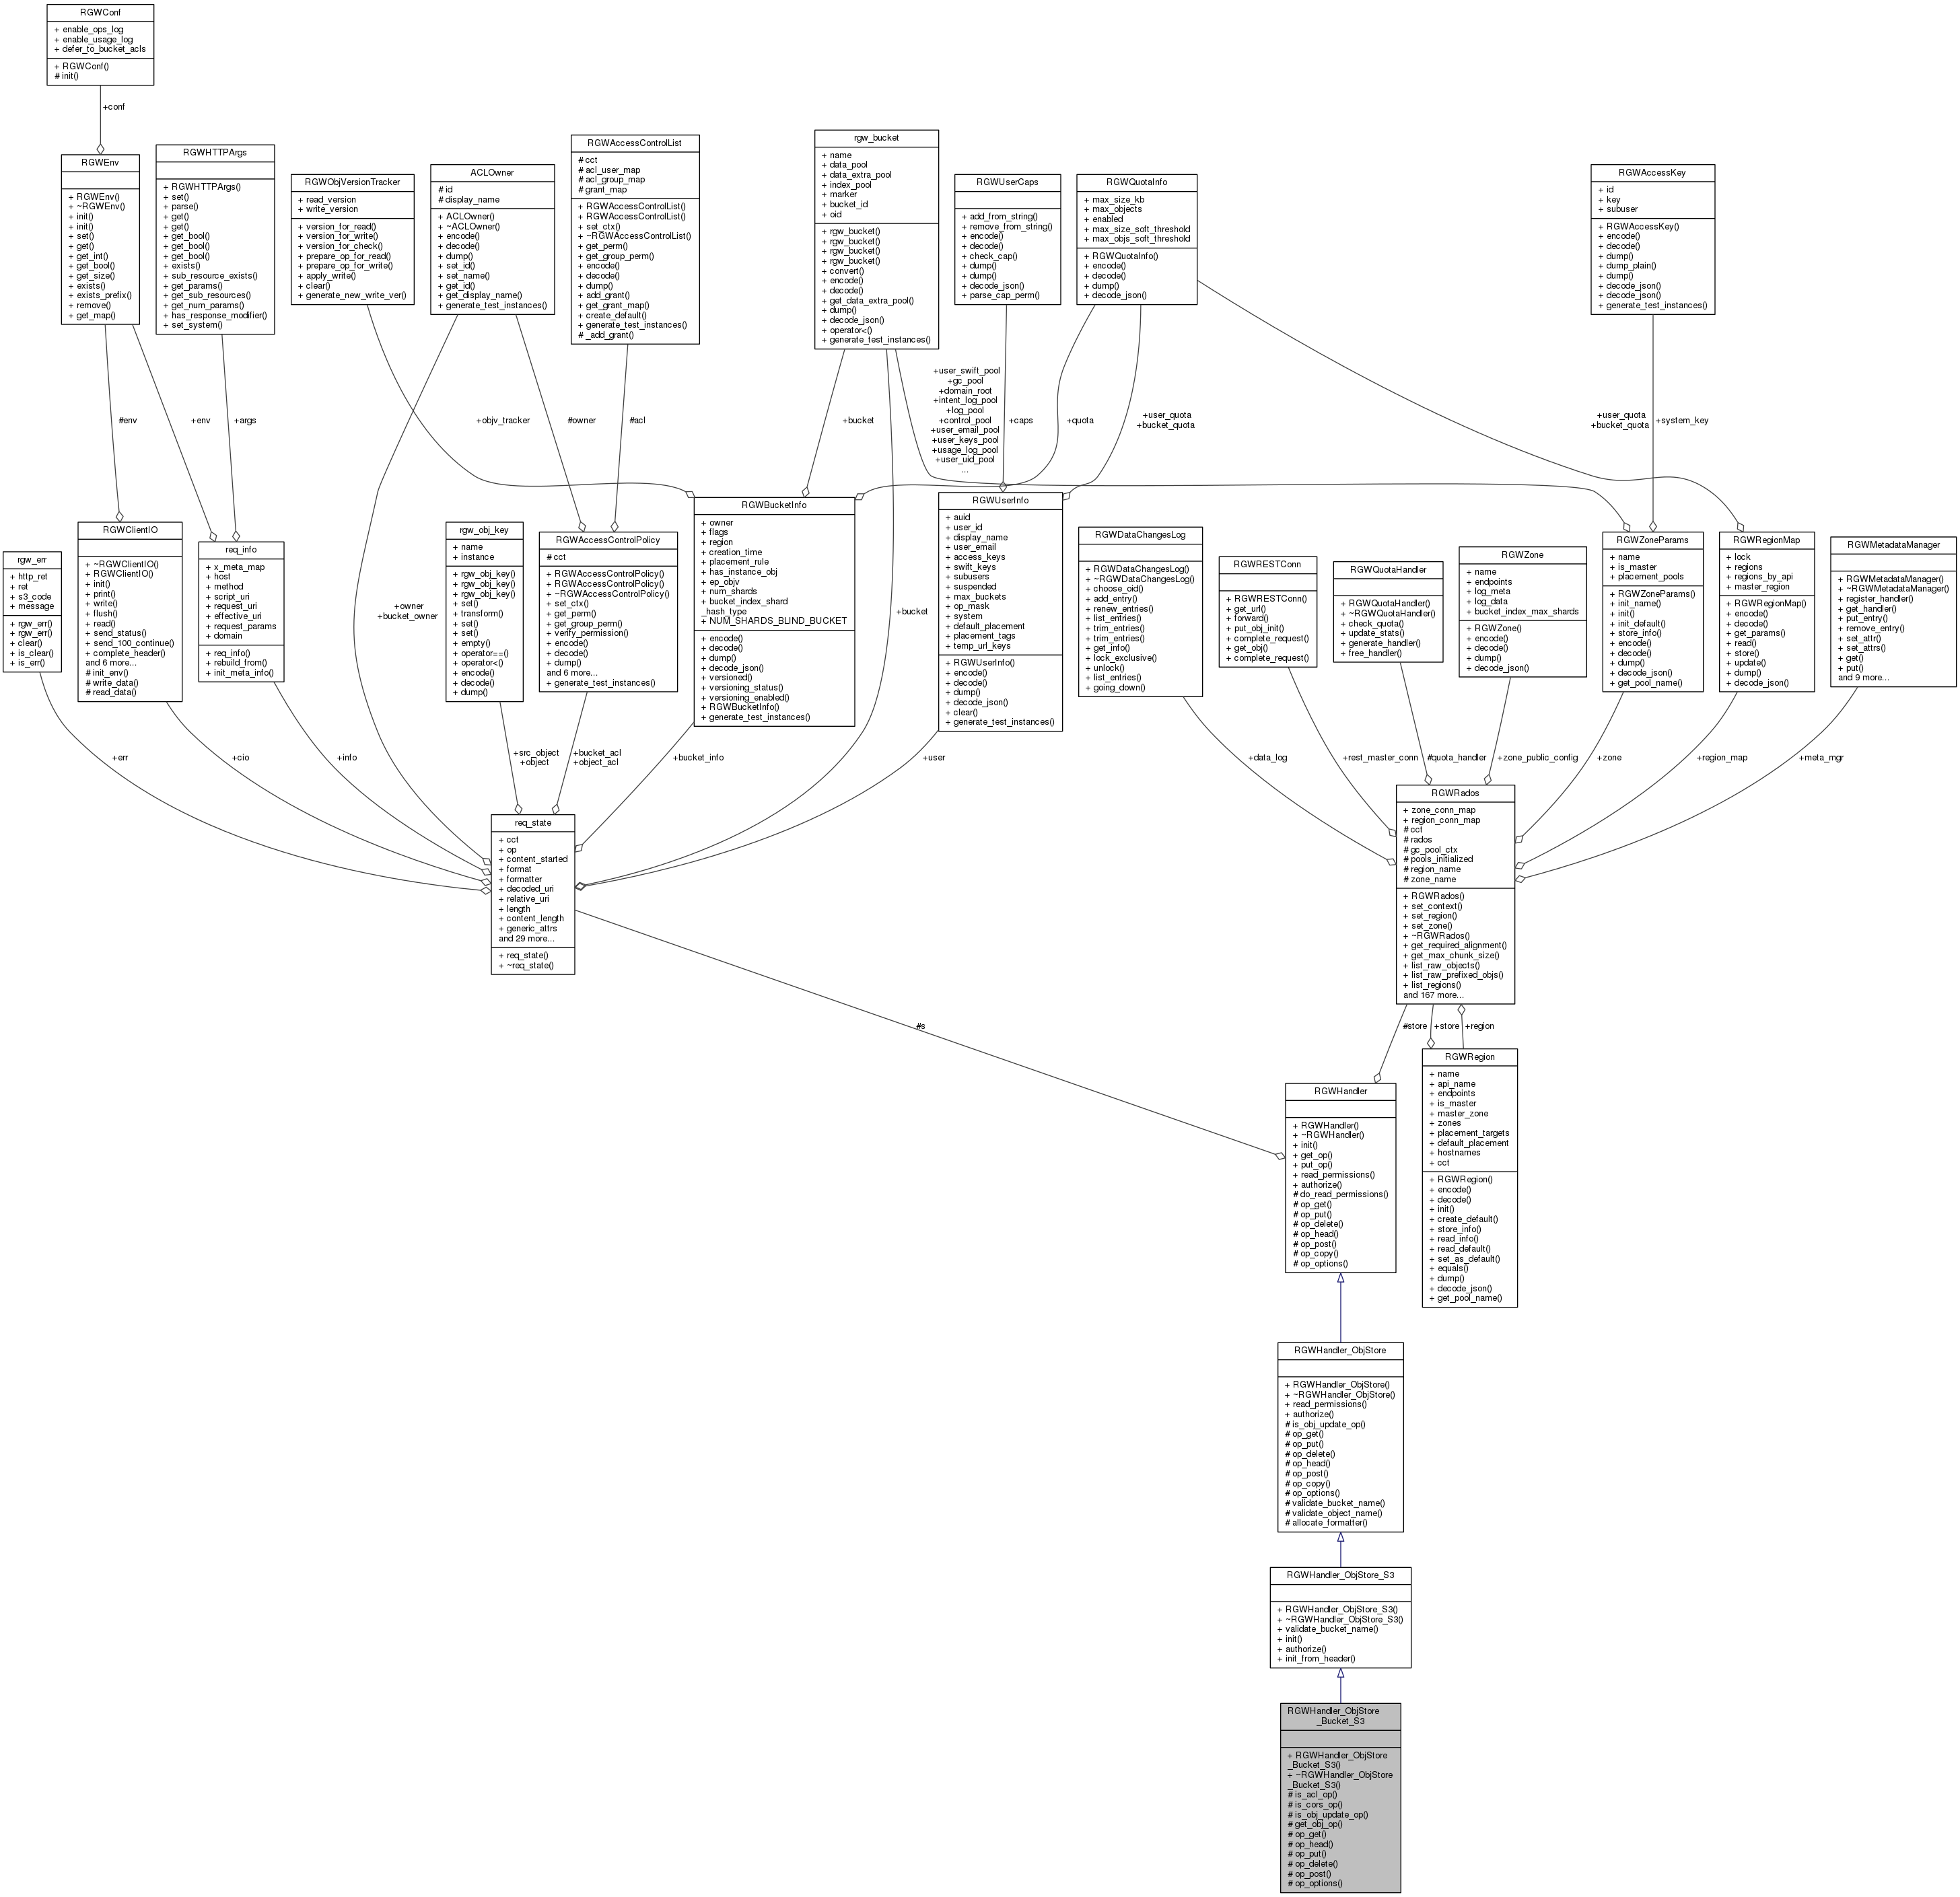 RGWConf
+ enable_ops_log
+ enable_usage_log
+ defer_to_bucket_acls
+ RGWConf()
# init()
+conf
RGWEnv
+ RGWEnv()
+ ~RGWEnv()
+ init()
+ init()
+ set()
+ get()
+ get_int()
+ get_bool()
+ get_size()
+ exists()
+ exists_prefix()
+ remove()
+ get_map()
RGWHTTPArgs
+ RGWHTTPArgs()
+ set()
+ parse()
+ get()
+ get()
+ get_bool()
+ get_bool()
+ get_bool()
+ exists()
+ sub_resource_exists()
+ get_params()
+ get_sub_resources()
+ get_num_params()
+ has_response_modifier()
+ set_system()
RGWObjVersionTracker
+ read_version
+ write_version
+ version_for_read()
+ version_for_write()
+ version_for_check()
+ prepare_op_for_read()
+ prepare_op_for_write()
+ apply_write()
+ clear()
+ generate_new_write_ver()
ACLOwner
# id
# display_name
+ ACLOwner()
+ ~ACLOwner()
+ encode()
+ decode()
+ dump()
+ set_id()
+ set_name()
+ get_id()
+ get_display_name()
+ generate_test_instances()
RGWAccessControlList
# cct
# acl_user_map
# acl_group_map
# grant_map
+ RGWAccessControlList()
+ RGWAccessControlList()
+ set_ctx()
+ ~RGWAccessControlList()
+ get_perm()
+ get_group_perm()
+ encode()
+ decode()
+ dump()
+ add_grant()
+ get_grant_map()
+ create_default()
+ generate_test_instances()
# _add_grant()
rgw_bucket
+ name
+ data_pool
+ data_extra_pool
+ index_pool
+ marker
+ bucket_id
+ oid
+ rgw_bucket()
+ rgw_bucket()
+ rgw_bucket()
+ rgw_bucket()
+ convert()
+ encode()
+ decode()
+ get_data_extra_pool()
+ dump()
+ decode_json()
+ operator<()
+ generate_test_instances()
RGWUserCaps
+ add_from_string()
+ remove_from_string()
+ encode()
+ decode()
+ check_cap()
+ dump()
+ dump()
+ decode_json()
+ parse_cap_perm()
RGWQuotaInfo
+ max_size_kb
+ max_objects
+ enabled
+ max_size_soft_threshold
+ max_objs_soft_threshold
+ RGWQuotaInfo()
+ encode()
+ decode()
+ dump()
+ decode_json()
RGWAccessKey
+ id
+ key
+ subuser
+ RGWAccessKey()
+ encode()
+ decode()
+ dump()
+ dump_plain()
+ dump()
+ decode_json()
+ decode_json()
+ generate_test_instances()
#env
+env
+args
+objv_tracker
#owner
#acl
+bucket
+user_swift_pool
+gc_pool
+domain_root
+intent_log_pool
+log_pool
+control_pool
+user_email_pool
+user_keys_pool
+usage_log_pool
+user_uid_pool
...
+caps
+quota
+user_quota
+bucket_quota
+user_quota
+bucket_quota
+system_key
rgw_err
+ http_ret
+ ret
+ s3_code
+ message
+ rgw_err()
+ rgw_err()
+ clear()
+ is_clear()
+ is_err()
RGWClientIO
+ ~RGWClientIO()
+ RGWClientIO()
+ init()
+ print()
+ write()
+ flush()
+ read()
+ send_status()
+ send_100_continue()
+ complete_header()
and 6 more...
# init_env()
# write_data()
# read_data()
req_info
+ x_meta_map
+ host
+ method
+ script_uri
+ request_uri
+ effective_uri
+ request_params
+ domain
+ req_info()
+ rebuild_from()
+ init_meta_info()
+owner
+bucket_owner
rgw_obj_key
+ name
+ instance
+ rgw_obj_key()
+ rgw_obj_key()
+ rgw_obj_key()
+ set()
+ transform()
+ set()
+ set()
+ empty()
+ operator==()
+ operator<()
+ encode()
+ decode()
+ dump()
RGWAccessControlPolicy
# cct
+ RGWAccessControlPolicy()
+ RGWAccessControlPolicy()
+ ~RGWAccessControlPolicy()
+ set_ctx()
+ get_perm()
+ get_group_perm()
+ verify_permission()
+ encode()
+ decode()
+ dump()
and 6 more...
+ generate_test_instances()
RGWBucketInfo
+ owner
+ flags
+ region
+ creation_time
+ placement_rule
+ has_instance_obj
+ ep_objv
+ num_shards
+ bucket_index_shard
_hash_type
+ NUM_SHARDS_BLIND_BUCKET
+ encode()
+ decode()
+ dump()
+ decode_json()
+ versioned()
+ versioning_status()
+ versioning_enabled()
+ RGWBucketInfo()
+ generate_test_instances()
+bucket
RGWUserInfo
+ auid
+ user_id
+ display_name
+ user_email
+ access_keys
+ swift_keys
+ subusers
+ suspended
+ max_buckets
+ op_mask
+ system
+ default_placement
+ placement_tags
+ temp_url_keys
+ RGWUserInfo()
+ encode()
+ decode()
+ dump()
+ decode_json()
+ clear()
+ generate_test_instances()
RGWDataChangesLog
+ RGWDataChangesLog()
+ ~RGWDataChangesLog()
+ choose_oid()
+ add_entry()
+ renew_entries()
+ list_entries()
+ trim_entries()
+ trim_entries()
+ get_info()
+ lock_exclusive()
+ unlock()
+ list_entries()
+ going_down()
RGWRESTConn
+ RGWRESTConn()
+ get_url()
+ forward()
+ put_obj_init()
+ complete_request()
+ get_obj()
+ complete_request()
RGWQuotaHandler
+ RGWQuotaHandler()
+ ~RGWQuotaHandler()
+ check_quota()
+ update_stats()
+ generate_handler()
+ free_handler()
RGWZone
+ name
+ endpoints
+ log_meta
+ log_data
+ bucket_index_max_shards
+ RGWZone()
+ encode()
+ decode()
+ dump()
+ decode_json()
RGWZoneParams
+ name
+ is_master
+ placement_pools
+ RGWZoneParams()
+ init_name()
+ init()
+ init_default()
+ store_info()
+ encode()
+ decode()
+ dump()
+ decode_json()
+ get_pool_name()
RGWRegionMap
+ lock
+ regions
+ regions_by_api
+ master_region
+ RGWRegionMap()
+ encode()
+ decode()
+ get_params()
+ read()
+ store()
+ update()
+ dump()
+ decode_json()
RGWMetadataManager
+ RGWMetadataManager()
+ ~RGWMetadataManager()
+ register_handler()
+ get_handler()
+ put_entry()
+ remove_entry()
+ set_attr()
+ set_attrs()
+ get()
+ put()
and 9 more...
+err
+cio
+info
+src_object
+object
+bucket_acl
+object_acl
+bucket_info
+user
+data_log
+rest_master_conn
#quota_handler
+zone_public_config
+zone
+region_map
+meta_mgr
req_state
+ cct
+ op
+ content_started
+ format
+ formatter
+ decoded_uri
+ relative_uri
+ length
+ content_length
+ generic_attrs
and 29 more...
+ req_state()
+ ~req_state()
RGWRados
+ zone_conn_map
+ region_conn_map
# cct
# rados
# gc_pool_ctx
# pools_initialized
# region_name
# zone_name
+ RGWRados()
+ set_context()
+ set_region()
+ set_zone()
+ ~RGWRados()
+ get_required_alignment()
+ get_max_chunk_size()
+ list_raw_objects()
+ list_raw_prefixed_objs()
+ list_regions()
and 167 more...
#s
#store
+store
+region
RGWHandler
+ RGWHandler()
+ ~RGWHandler()
+ init()
+ get_op()
+ put_op()
+ read_permissions()
+ authorize()
# do_read_permissions()
# op_get()
# op_put()
# op_delete()
# op_head()
# op_post()
# op_copy()
# op_options()
RGWRegion
+ name
+ api_name
+ endpoints
+ is_master
+ master_zone
+ zones
+ placement_targets
+ default_placement
+ hostnames
+ cct
+ RGWRegion()
+ encode()
+ decode()
+ init()
+ create_default()
+ store_info()
+ read_info()
+ read_default()
+ set_as_default()
+ equals()
+ dump()
+ decode_json()
+ get_pool_name()
RGWHandler_ObjStore
+ RGWHandler_ObjStore()
+ ~RGWHandler_ObjStore()
+ read_permissions()
+ authorize()
# is_obj_update_op()
# op_get()
# op_put()
# op_delete()
# op_head()
# op_post()
# op_copy()
# op_options()
# validate_bucket_name()
# validate_object_name()
# allocate_formatter()
RGWHandler_ObjStore_S3
+ RGWHandler_ObjStore_S3()
+ ~RGWHandler_ObjStore_S3()
+ validate_bucket_name()
+ init()
+ authorize()
+ init_from_header()
RGWHandler_ObjStore
_Bucket_S3
+ RGWHandler_ObjStore
_Bucket_S3()
+ ~RGWHandler_ObjStore
_Bucket_S3()
# is_acl_op()
# is_cors_op()
# is_obj_update_op()
# get_obj_op()
# op_get()
# op_head()
# op_put()
# op_delete()
# op_post()
# op_options()